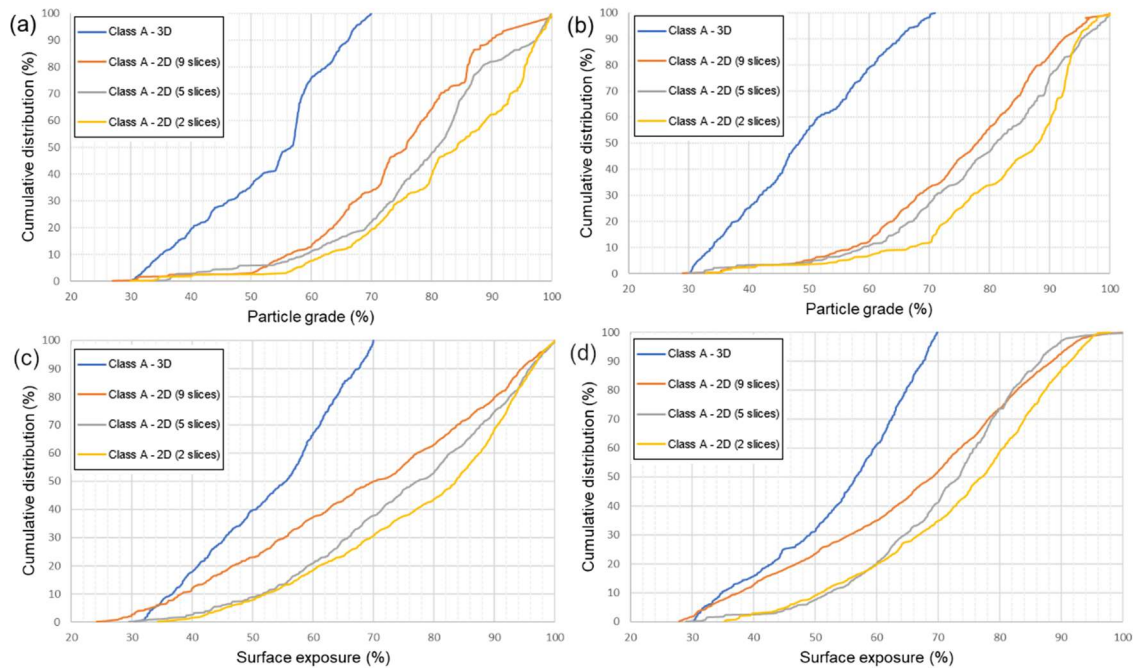 (a)
Cumulative distribution (%)
100
90
80
70
60
50
40
30
20
10
0
Class A - 3D
Class A - 2D (9 slices)
Class A - 2D (5 slices)
Class A - 2D (2 slices)
20 30 40 50 60 70 80 90 100
Particle grade (%)
(b)
Cumulative distribution (%)
100
90
80
70
60
50
40
30
20
10
0
Class A - 3D
Class A - 2D (9 slices)
Class A - 2D (5 slices)
Class A - 2D (2 slices)
20 30 40 50 60 70 80 90 100
Particle grade (%)
(c)
Cumulative distribution (%)
100
90
80
70
60
50
40
30
20
10
0
Class A - 3D
Class A - 2D (9 slices)
Class A - 2D (5 slices)
Class A - 2D (2 slices)
20 30 40 50 60 70 80 90 100
Surface exposure (%)
(d)
Cumulative distribution (%)
100
90
80
70
60
50
40
30
20
10
0
Class A - 3D
Class A - 2D (9 slices)
Class A - 2D (5 slices)
Class A - 2D (2 slices)
20 30 40 50 60 70 80 90 100
Surface exposure (%)